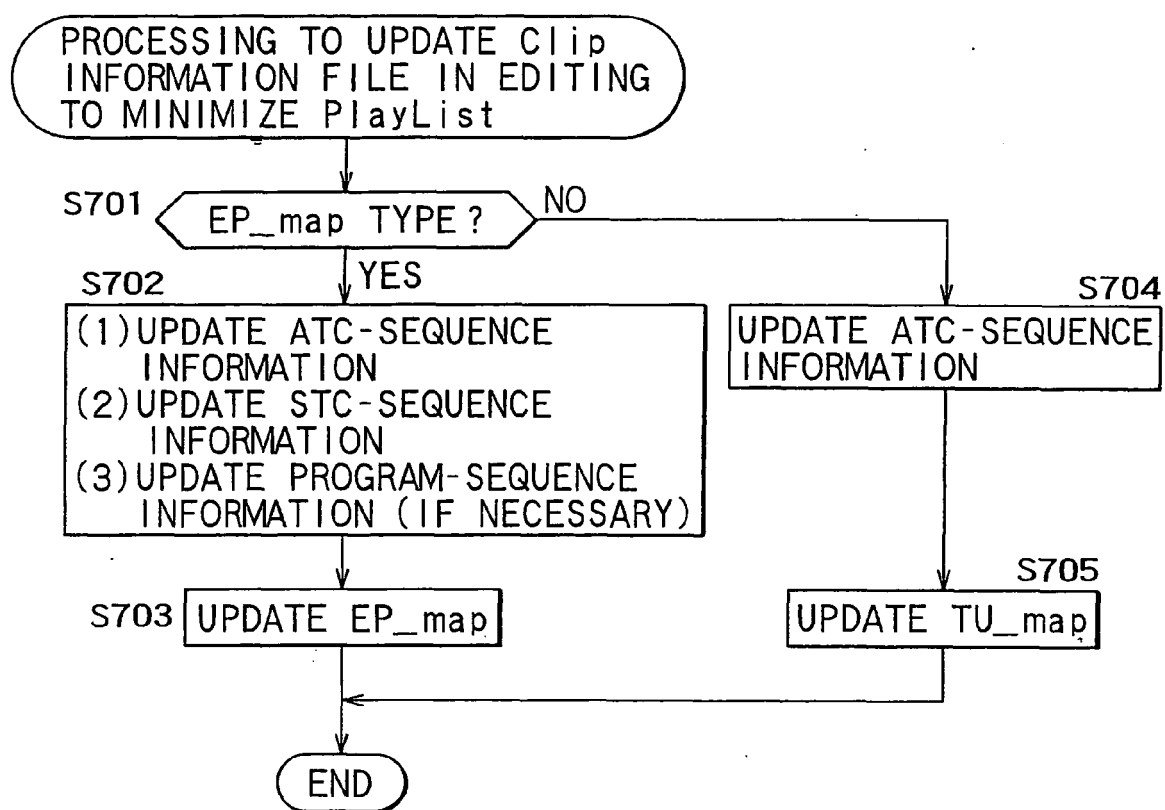 PROCESSING TO UPDATE Clip
INFORMATION FILE IN EDITING
TO MINIMIZE PlayList
S701
EP_map TYPE?
NO
YES
S702
(1)UPDATE ATC-SEQUENCE
INFORMATION
(2)UPDATE STC-SEQUENCE
INFORMATION
(3)UPDATE PROGRAM-SEQUENCE
INFORMATION (IF NECESSARY)
S704
UPDATE ATC-SEQUENCE
INFORMATION
S703
UPDATE EP_map
S705
UPDATE TU_map
END